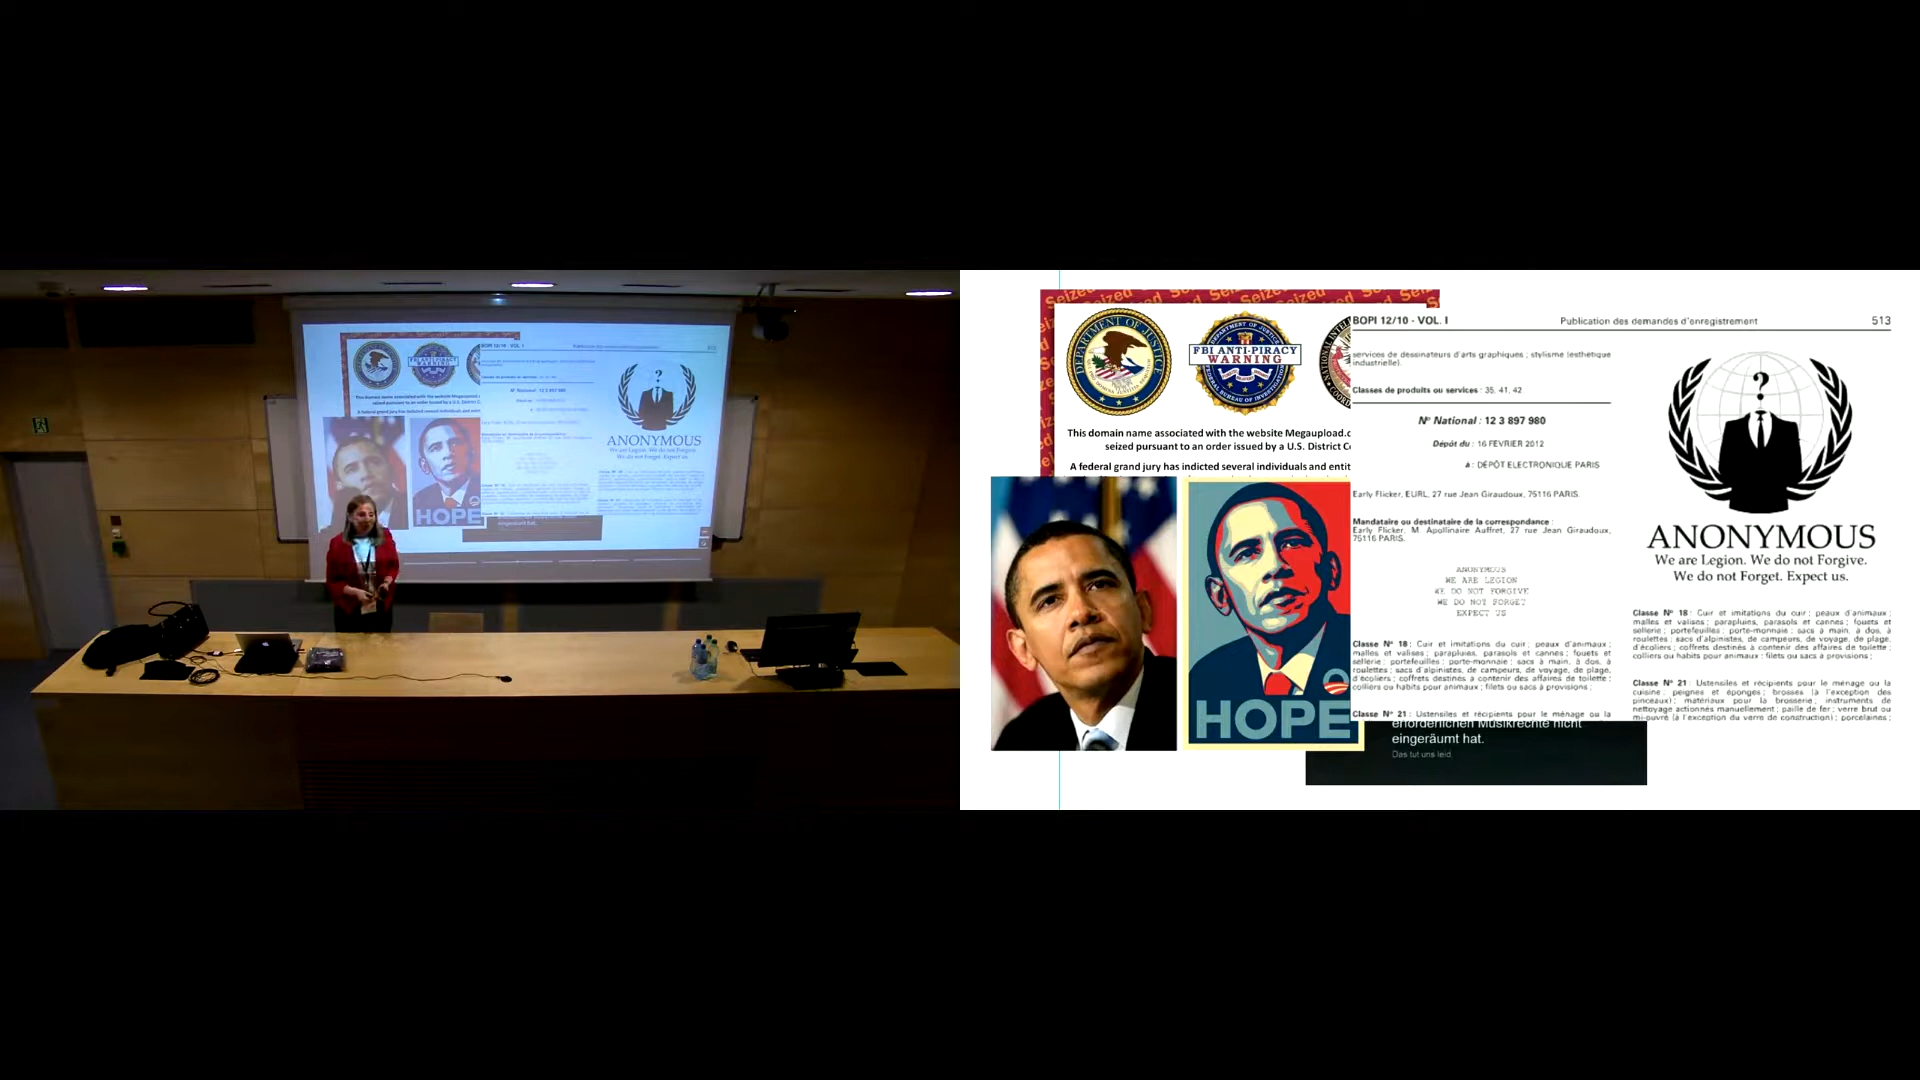 Seized Seized Seized
DEPARTMENT OF JUSTICE
DEPARTMENT OF JUSTICE
FBI ANTI-PIRACY
WARNING
FEDERAL BUREAU OF INVESTIGATION
This domain name associated with the website Megaupload.c
seized pursuant to an order issued by a U.S. District C
A federal grand jury has indicted several individuals and entit
HOPE
BOPI 12/10 - VOL. I
Publication des demandes d'enregistrement
513
services de dessinateurs d'arts graphiques ; stylisme (esthétique
industrielle).
Classes de produits ou services : 35, 41, 42
N° National : 12 3 897 980
Dépôt du : 16 FEVRIER 2012
à : DÉPÔT ELECTRONIQUE PARIS
Early Flicker, EURL, 27 rue Jean Giraudoux, 75116 PARIS.
Mandataire ou destinataire de la correspondance :
Early Flicker, M. Apollinaire Auffret, 27 rue Jean Giraudoux,
75116 PARIS.
ANONYMOUS
WE ARE LEGION
WE DO NOT FORGIVE
WE DO NOT FORGET
EXPECT US
Classe N° 18 : Cuir et imitations du cuir ; peaux d'animaux ;
malles et valises ; parapluies, parasols et cannes ; fouets et
sellerie ; portefeuilles ; porte-monnaie ; sacs à main, à dos, à
roulettes ; sacs d'alpinistes, de campeurs, de voyage, de plage,
d'écoliers ; coffrets destinés à contenir des affaires de toilette ;
colliers ou habits pour animaux ; filets ou sacs à provisions ;
Classe N° 21 : Ustensiles et récipients pour le ménage ou la
?
ANONYMOUS
We are Legion. We do not Forgive.
We do not Forget. Expect us.
Classe N° 18 : Cuir et imitations du cuir ; peaux d'animaux ;
malles et valises ; parapluies, parasols et cannes ; fouets et
sellerie ; portefeuilles ; porte-monnaie ; sacs à main, à dos, à
roulettes ; sacs d'alpinistes, de campeurs, de voyage, de plage,
d'écoliers ; coffrets destinés à contenir des affaires de toilette ;
colliers ou habits pour animaux ; filets ou sacs à provisions ;
Classe N° 21 : Ustensiles et récipients pour le ménage ou la
cuisine ; peignes et éponges ; brosses (à l'exception des
pinceaux) ; matériaux pour la brosserie ; instruments de
nettoyage actionnés manuellement ; paille de fer ; verre brut ou
mi-ouvré (à l'exception du verre de construction) ; porcelaines ;
erforderlichen Musikrechte nicht
eingeräumt hat.
Das tut uns leid.